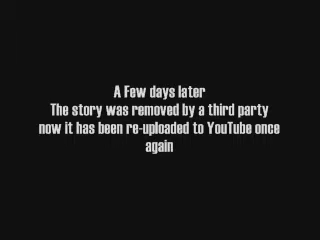 A Few days later
The story was removed by a third party
now it has been re-uploaded to YouTube once
again